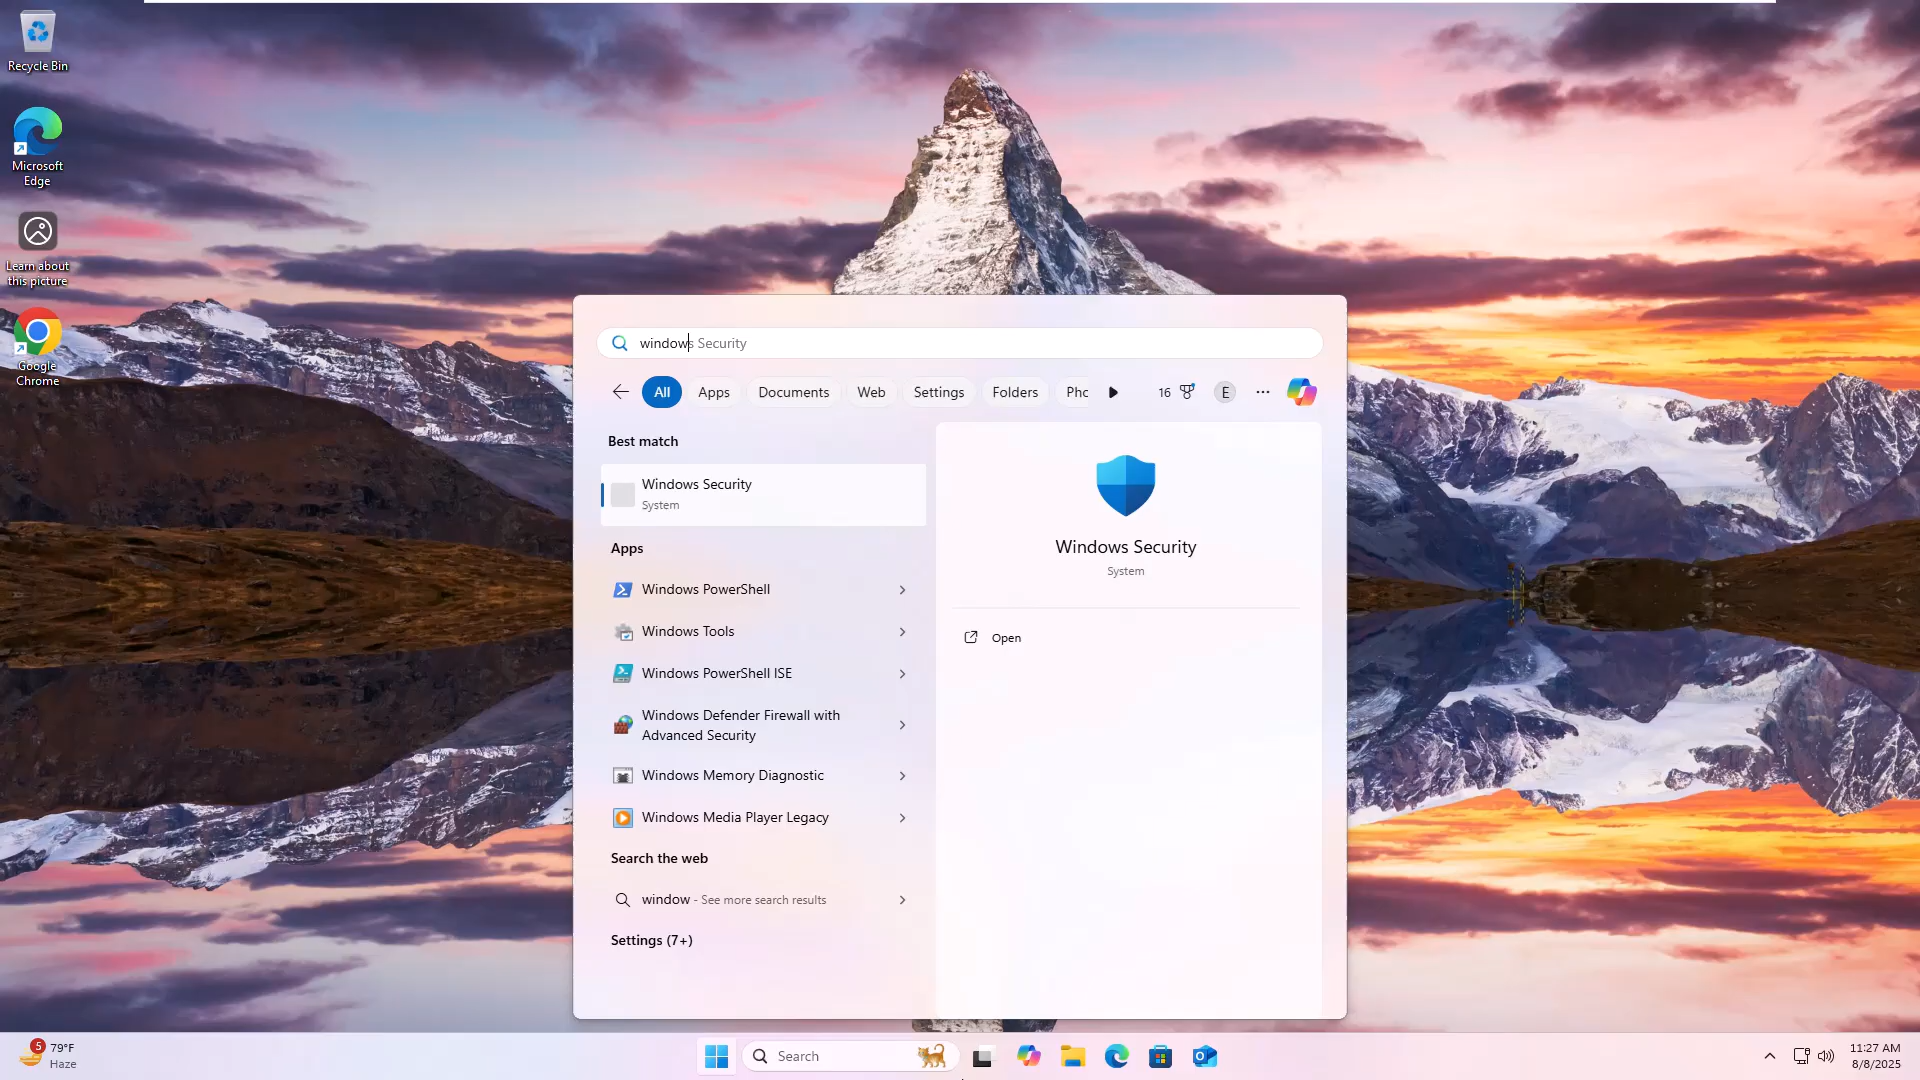 Recycle Bin
Microsoft
Edge
Learn about
this picture
Google
Chrome
windows Security
All
Apps
Documents
Web
Settings
Folders
Pho
16
E
Best match
Windows Security
System
Apps
Windows PowerShell
Windows Tools
Windows PowerShell ISE
Windows Defender Firewall with
Advanced Security
Windows Memory Diagnostic
Windows Media Player Legacy
Search the web
window - See more search results
Settings (7+)
Windows Security
System
Open
5
79°F
Haze
Search
11:27 AM
8/8/2025